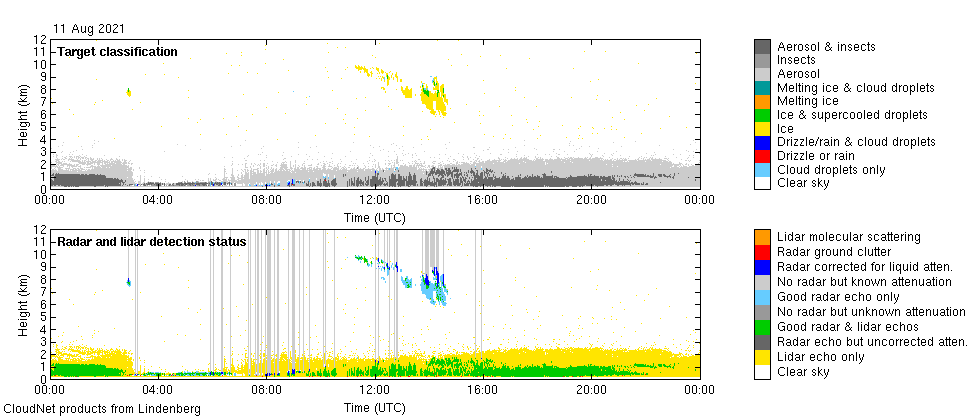 11 Aug 2021
Target classification
Height (km)
12
11
10
9
8
7
6
5
4
3
2
1
0
00:00 04:00 08:00 12:00 16:00 20:00 00:00
Time (UTC)
Aerosol & insects
Insects
Aerosol
Melting ice & cloud droplets
Melting ice
Ice & supercooled droplets
Ice
Drizzle/rain & cloud droplets
Drizzle or rain
Cloud droplets only
Clear sky
Radar and lidar detection status
Height (km)
12
11
10
9
8
7
6
5
4
3
2
1
0
00:00 04:00 08:00 12:00 16:00 20:00 00:00
Time (UTC)
Lidar molecular scattering
Radar ground clutter
Radar corrected for liquid atten.
No radar but known attenuation
Good radar echo only
No radar but unknown attenuation
Good radar & lidar echos
Radar echo but uncorrected atten.
Lidar echo only
Clear sky
CloudNet products from Lindenberg